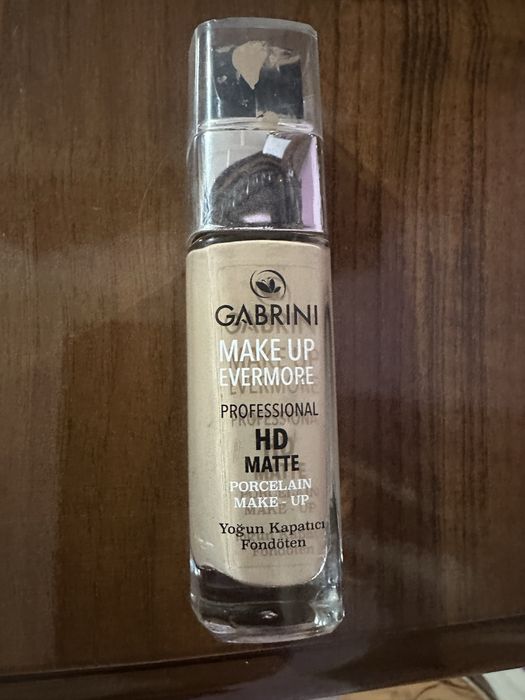 GABRINI
MAKE UP
EVERMORE
PROFESSIONAL
HD
MATTE
PORCELAIN
MAKE - UP
Yoğun Kapatıcı
Fondöten